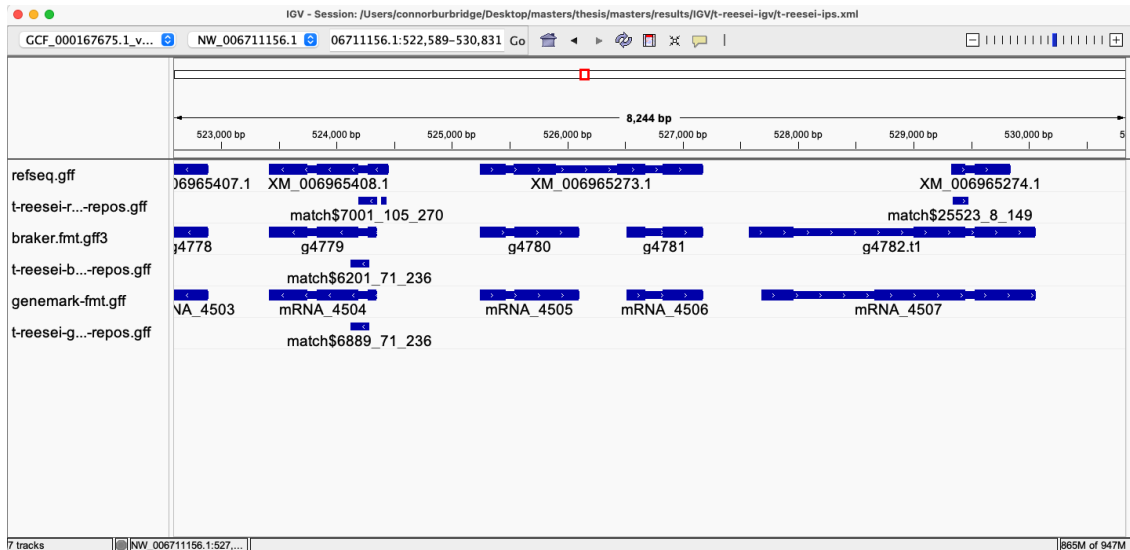 IGV - Session: /Users/connorburbridge/Desktop/masters/thesis/masters/results/IGV/t-reesei-igv/t-reesei-ips.xml
GCF_000167675.1_v... NW_006711156.1 06711156.1:522,589-530,831 Go
8,244 bp
523,000 bp 524,000 bp 525,000 bp 526,000 bp 527,000 bp 528,000 bp 529,000 bp 530,000 bp 5
refseq.gff
06965407.1 XM_006965408.1 XM_006965273.1 XM_006965274.1
t-reesei-r...-repos.gff
match$7001_105_270 match$25523_8_149
braker.fmt.gff3
g4778 g4779 g4780 g4781 g4782.t1
t-reesei-b...-repos.gff
match$6201_71_236
genemark-fmt.gff
NA_4503 mRNA_4504 mRNA_4505 mRNA_4506 mRNA_4507
t-reesei-g...-repos.gff
match$6889_71_236
7 tracks NW_006711156.1:527,... 865M of 947M